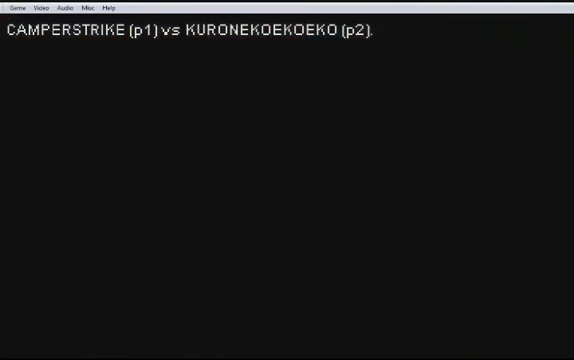 Game Video Audio Misc Help
CAMPERSTRIKE (p1) vs KURONEKOEKOEKO (p2).